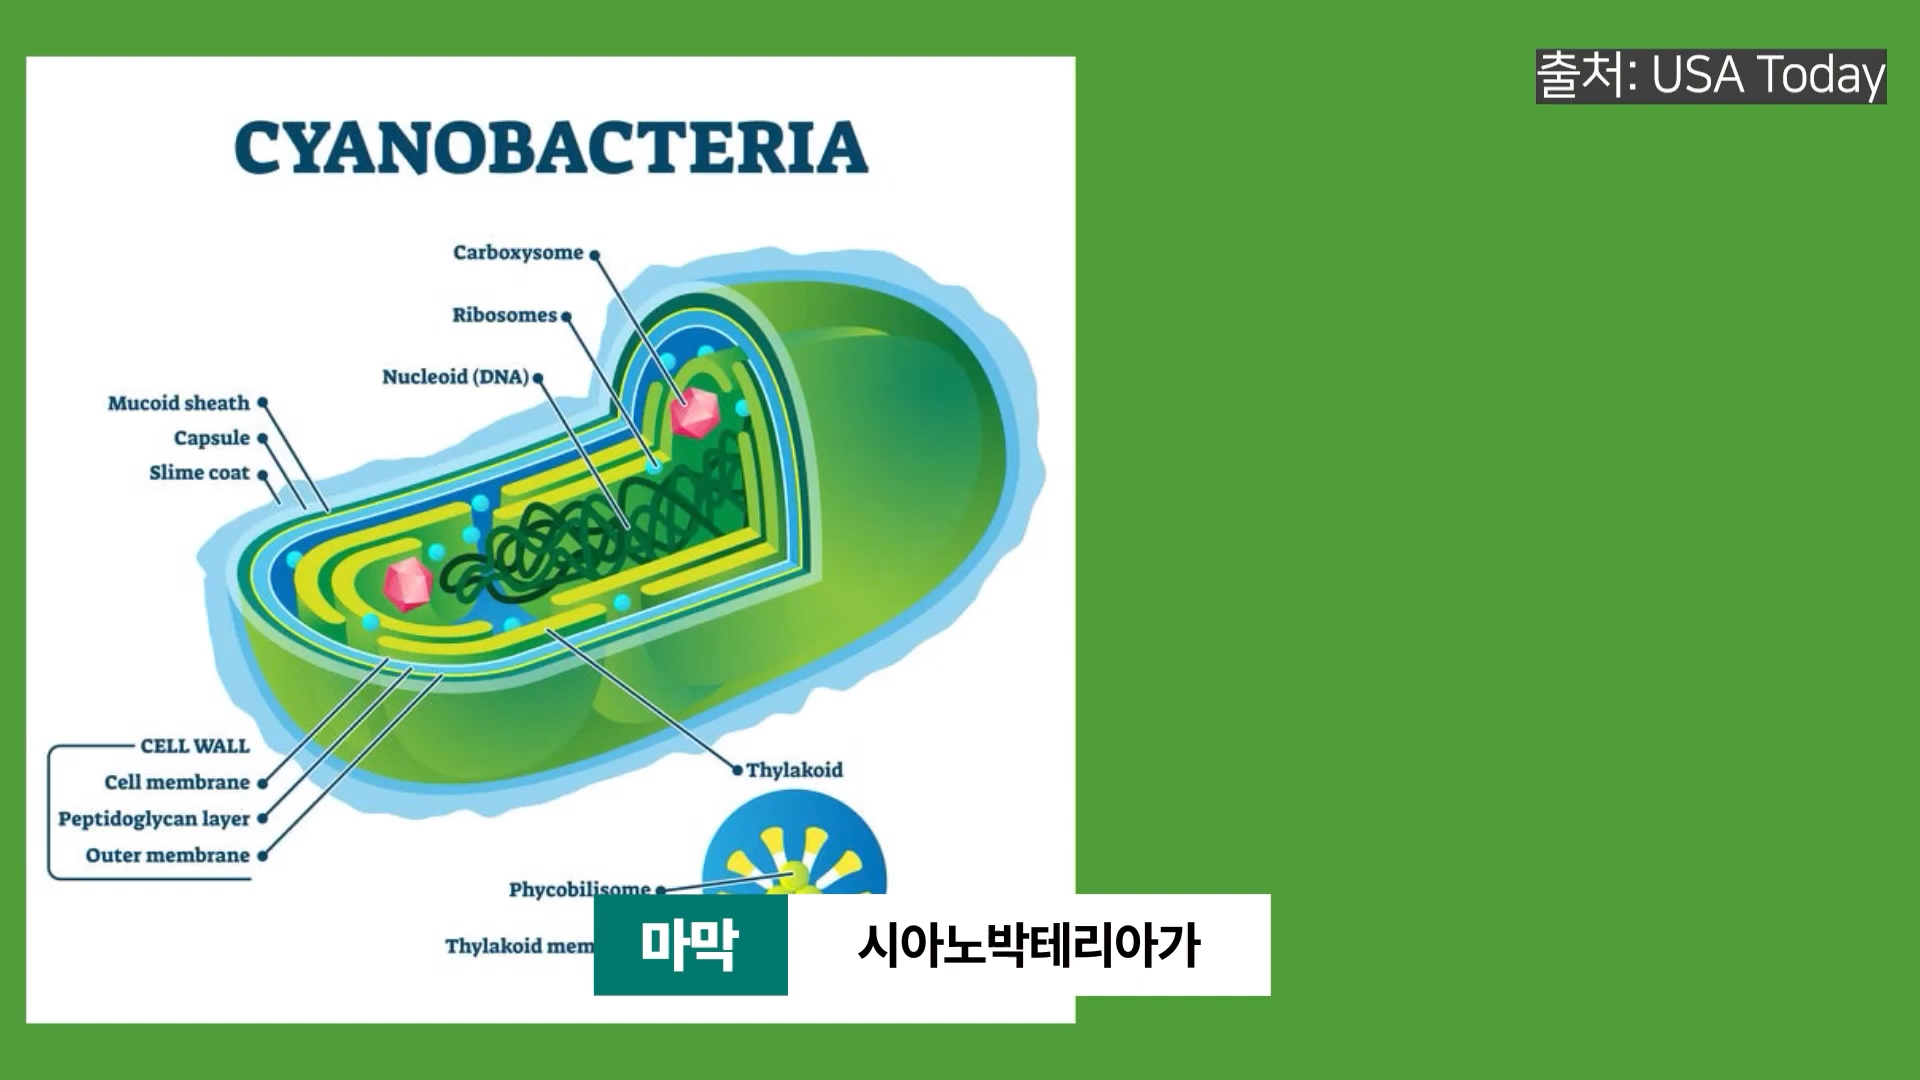 출처: USA Today
CYANOBACTERIA
Carboxysome
Ribosomes
Nucleoid (DNA)
Mucoid sheath
Capsule
Slime coat
CELL WALL
Cell membrane
Peptidoglycan layer
Outer membrane
Thylakoid
Phycobilisome
Thylakoid mem
마막 시아노박테리아가